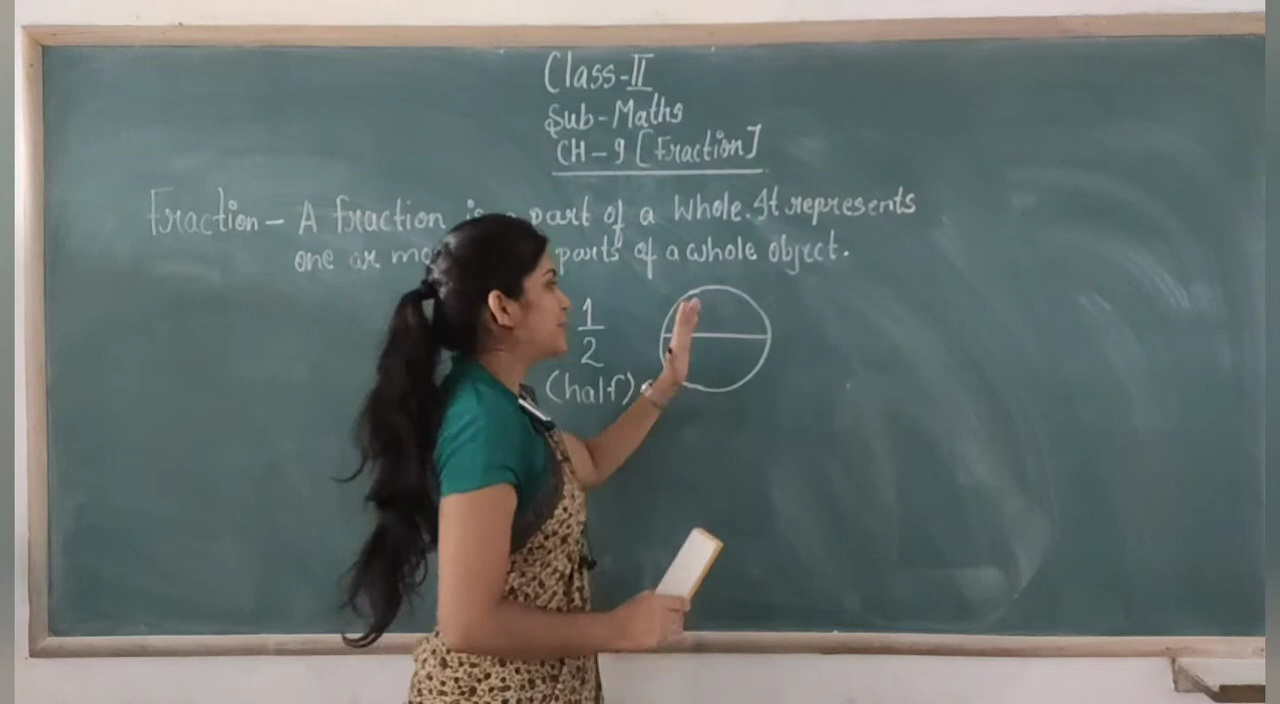 Class-II
Sub-Maths
CH-9 [Fraction]
Fraction - A fraction is part of a whole. It represents
one or parts of a whole object.
1
2
(half)